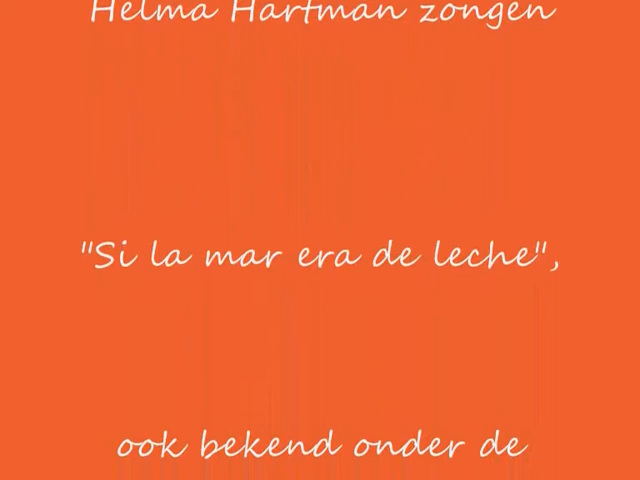 Helma Hartman zongen
"Si la mar era de leche",
ook bekend onder de